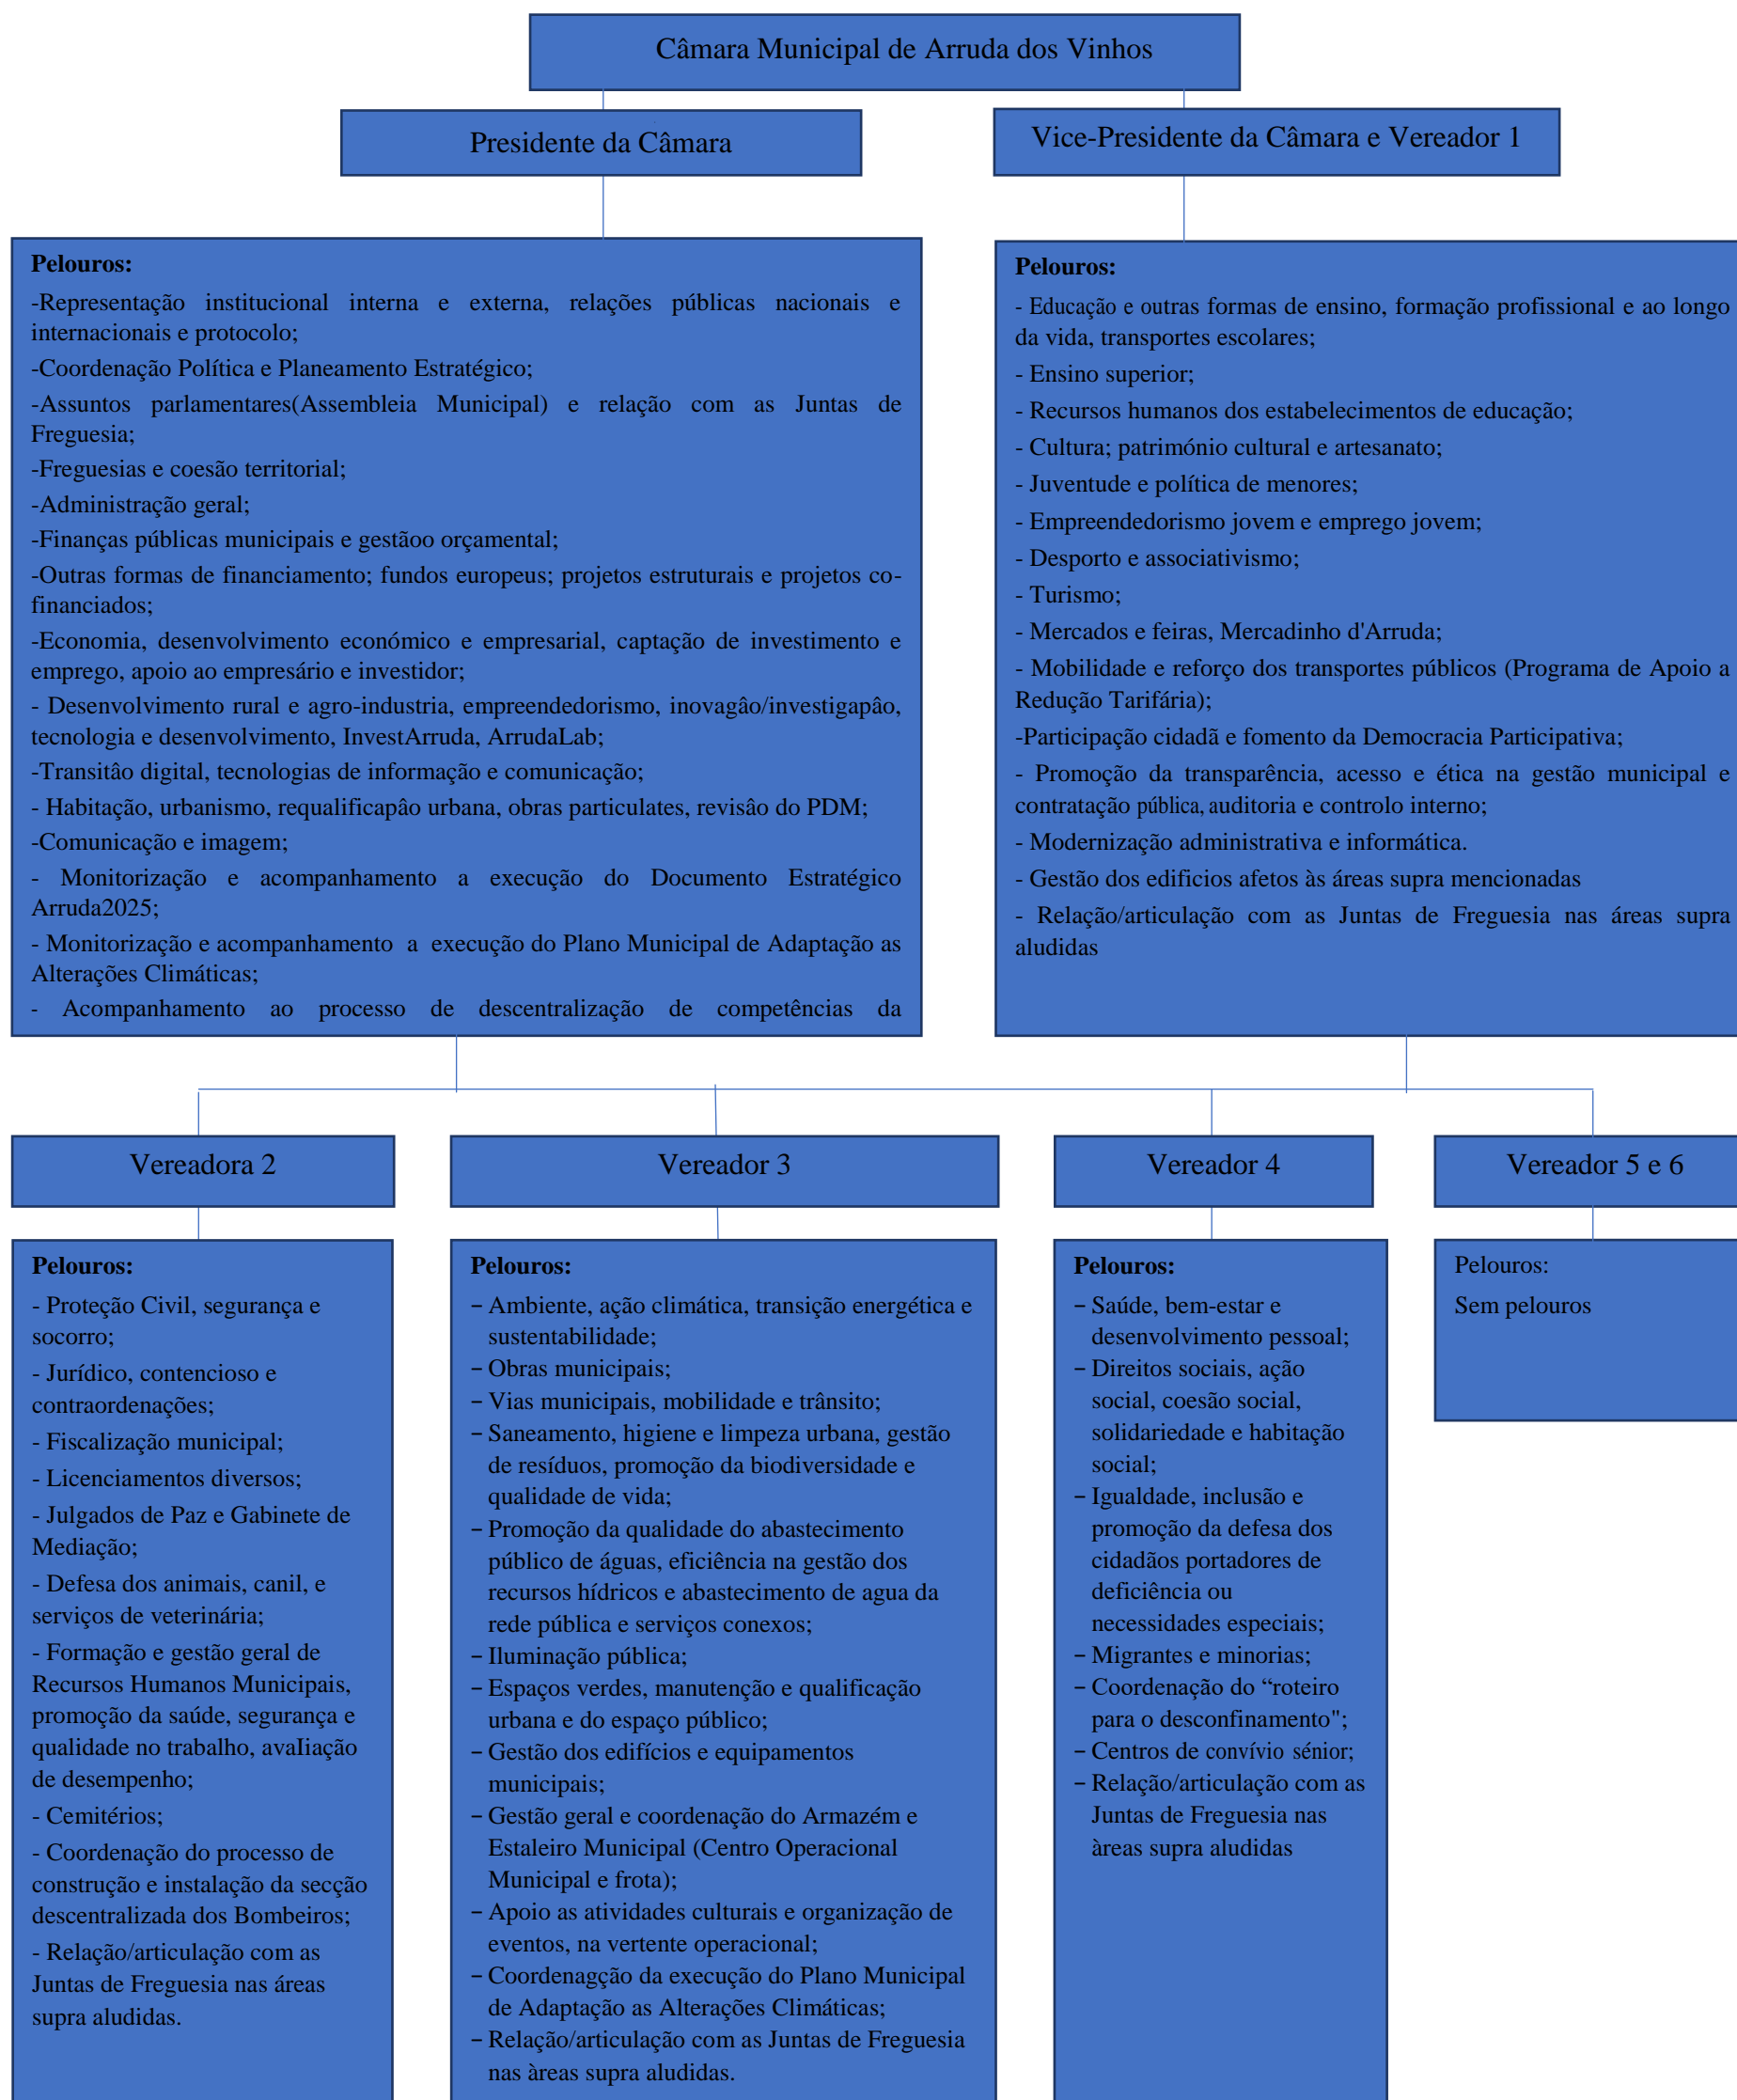 Câmara Municipal de Arruda dos Vinhos
Presidente da Câmara
Vice-Presidente da Câmara e Vereador 1
Pelouros:
-Representação institucional interna e externa, relações públicas nacionais e
internacionais e protocolo;
-Coordenação Política e Planeamento Estratégico;
-Assuntos parlamentares(Assembleia Municipal) e relação com as Juntas de
Freguesia;
-Freguesias e coesão territorial;
-Administração geral;
-Finanças públicas municipais e gestãoo orçamental;
-Outras formas de financiamento; fundos europeus; projetos estruturais e projetos co-
financiados;
-Economia, desenvolvimento económico e empresarial, captação de investimento e
emprego, apoio ao empresário e investidor;
- Desenvolvimento rural e agro-industria, empreendedorismo, inovagâo/investigapâo,
tecnologia e desenvolvimento, InvestArruda, ArrudaLab;
-Transitâo digital, tecnologias de informação e comunicação;
- Habitação, urbanismo, requalificapâo urbana, obras particulates, revisâo do PDM;
-Comunicação e imagem;
- Monitorização e acompanhamento a execução do Documento Estratégico
Arruda2025;
- Monitorização e acompanhamento a execução do Plano Municipal de Adaptação as
Alterações Climáticas;
- Acompanhamento ao processo de descentralização de competências da
Pelouros:
- Educação e outras formas de ensino, formação profissional e ao longo
da vida, transportes escolares;
- Ensino superior;
- Recursos humanos dos estabelecimentos de educação;
- Cultura; património cultural e artesanato;
- Juventude e política de menores;
- Empreendedorismo jovem e emprego jovem;
- Desporto e associativismo;
- Turismo;
- Mercados e feiras, Mercadinho d'Arruda;
- Mobilidade e reforço dos transportes públicos (Programa de Apoio a
Redução Tarifária);
-Participação cidadã e fomento da Democracia Participativa;
- Promoção da transparência, acesso e ética na gestão municipal e
contratação pública, auditoria e controlo interno;
- Modernização administrativa e informática.
- Gestão dos edificios afetos às áreas supra mencionadas
- Relação/articulação com as Juntas de Freguesia nas áreas supra
aludidas
Vereadora 2
Vereador 3
Vereador 4
Vereador 5 e 6
Pelouros:
- Proteção Civil, segurança e
socorro;
- Jurídico, contencioso e
contraordenações;
- Fiscalização municipal;
- Licenciamentos diversos;
- Julgados de Paz e Gabinete de
Mediação;
- Defesa dos animais, canil, e
serviços de veterinária;
- Formação e gestão geral de
Recursos Humanos Municipais,
promoção da saúde, segurança e
qualidade no trabalho, avaIiação
de desempenho;
- Cemitérios;
- Coordenação do processo de
construção e instalação da secção
descentralizada dos Bombeiros;
- Relação/articulação com as
Juntas de Freguesia nas áreas
supra aludidas.
Pelouros:
− Ambiente, ação climática, transição energética e
sustentabilidade;
− Obras municipais;
− Vias municipais, mobilidade e trânsito;
− Saneamento, higiene e limpeza urbana, gestão
de resíduos, promoção da biodiversidade e
qualidade de vida;
− Promoção da qualidade do abastecimento
público de águas, eficiência na gestão dos
recursos hídricos e abastecimento de agua da
rede pública e serviços conexos;
− Iluminação pública;
− Espaços verdes, manutenção e qualificação
urbana e do espaço público;
− Gestão dos edifícios e equipamentos
municipais;
− Gestão geral e coordenação do Armazém e
Estaleiro Municipal (Centro Operacional
Municipal e frota);
− Apoio as atividades culturais e organização de
eventos, na vertente operacional;
− Coordenagção da execução do Plano Municipal
de Adaptação as Alterações Climáticas;
− Relação/articulação com as Juntas de Freguesia
nas àreas supra aludidas.
Pelouros:
− Saúde, bem-estar e
desenvolvimento pessoal;
− Direitos sociais, ação
social, coesão social,
solidariedade e habitação
social;
− Igualdade, inclusão e
promoção da defesa dos
cidadãos portadores de
deficiência ou
necessidades especiais;
− Migrantes e minorias;
− Coordenação do “roteiro
para o desconfinamento";
− Centros de convívio sénior;
− Relação/articulação com as
Juntas de Freguesia nas
àreas supra aludidas
Pelouros:
Sem pelouros